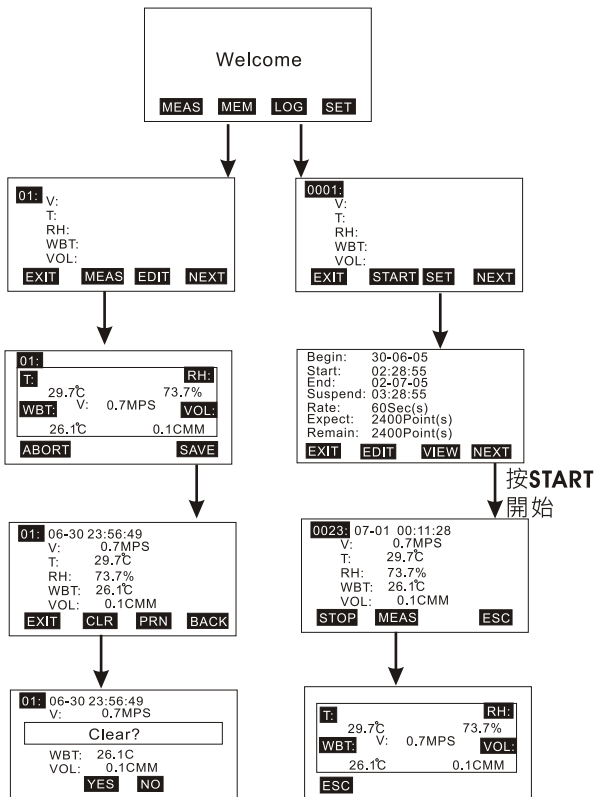 Welcome
MEAS MEM LOG SET
01:
V:
T:
RH:
WBT:
VOL:
EXIT MEAS EDIT NEXT
01:
T: RH:
29.7℃ 73.7%
WBT: V: 0.7MPS VOL:
26.1℃ 0.1CMM
ABORT SAVE
01: 06-30 23:56:49
V: 0.7MPS
T: 29.7℃
RH: 73.7%
WBT: 26.1℃
VOL: 0.1CMM
EXIT CLR PRN BACK
01: 06-30 23:56:49
V: 0.7MPS
Clear?
WBT: 26.1C
VOL: 0.1CMM
YES NO
0001:
V:
T:
RH:
WBT:
VOL:
EXIT START SET NEXT
Begin: 30-06-05
Start: 02:28:55
End: 02-07-05
Suspend: 03:28:55
Rate: 60Sec(s)
Expect: 2400Point(s)
Remain: 2400Point(s)
EXIT EDIT VIEW NEXT
按START
開始
0023: 07-01 00:11:28
V: 0.7MPS
T: 29.7℃
RH: 73.7%
WBT: 26.1℃
VOL: 0.1CMM
STOP MEAS ESC
T: RH:
29.7℃ 73.7%
WBT: V: 0.7MPS VOL:
26.1℃ 0.1CMM
ESC